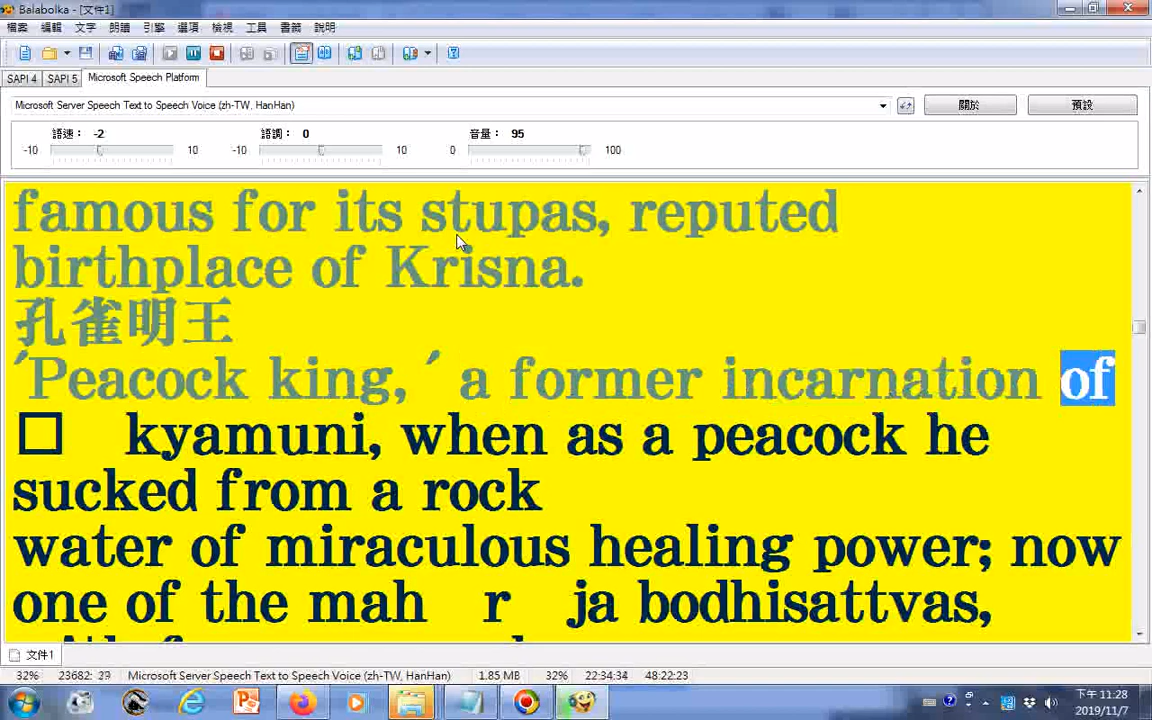 Balabolka - [文件1]
檔案 編輯 文字 朗讀 引擎 選項 檢視 工具 書籤 說明
SAPI 4 SAPI 5 Microsoft Speech Platform
Microsoft Server Speech Text to Speech Voice (zh-TW, HanHan) 關於 預設
語速： -2 語調： 0 音量： 95
-10 10 -10 10 0 100
famous for its stupas, reputed
birthplace of Krisna.
孔雀明王
′Peacock king, ′ a former incarnation of
□ kyamuni, when as a peacock he
sucked from a rock
water of miraculous healing power; now
one of the mah r ja bodhisattvas,
文件1
32% 23682: 29 Microsoft Server Speech Text to Speech Voice (zh-TW, HanHan) 1.85 MB 32% 22:34:34 48:22:23
下午 11:28
2019/11/7